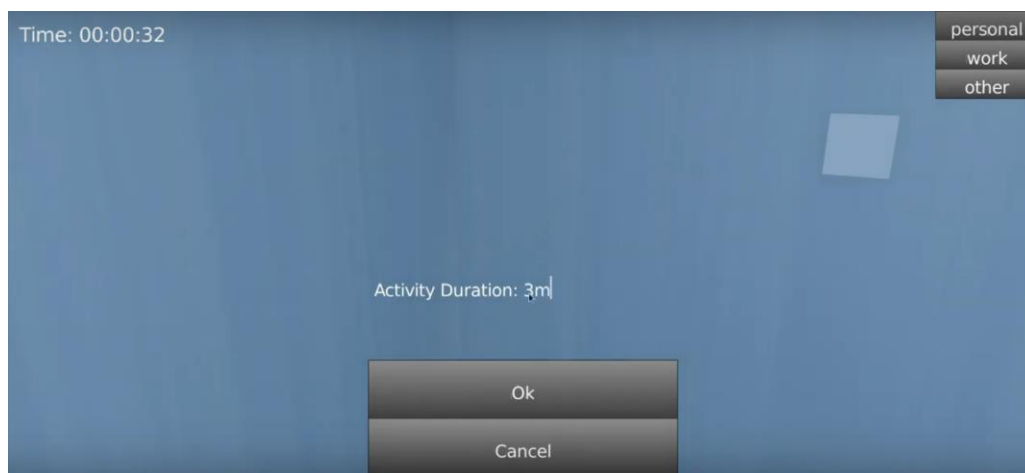 Time: 00:00:32
personal
work
other
Activity Duration: 3m
Ok
Cancel